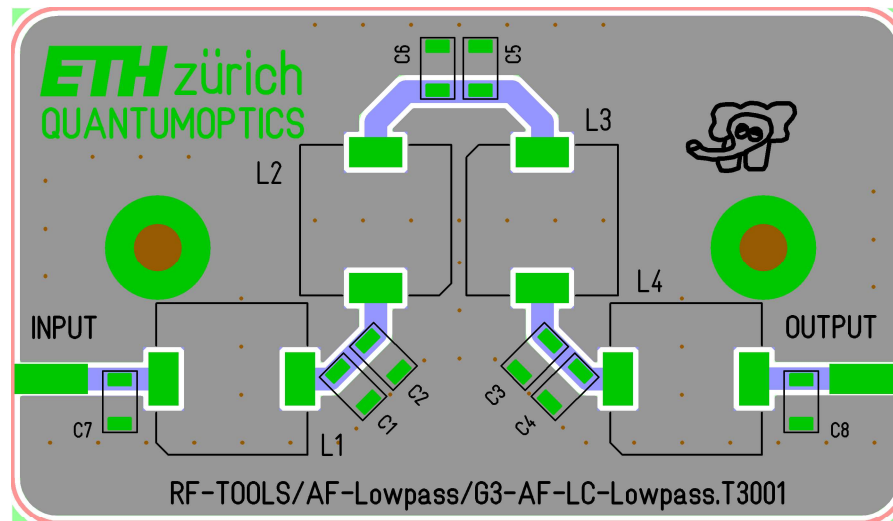 C6
C5
ETH zürich
QUANTUMOPTICS
L3
L2
L4
INPUT
OUTPUT
C2
C3
C1
C4
C7
C8
L1
RF-TOOLS/AF-Lowpass/G3-AF-LC-Lowpass.T3001